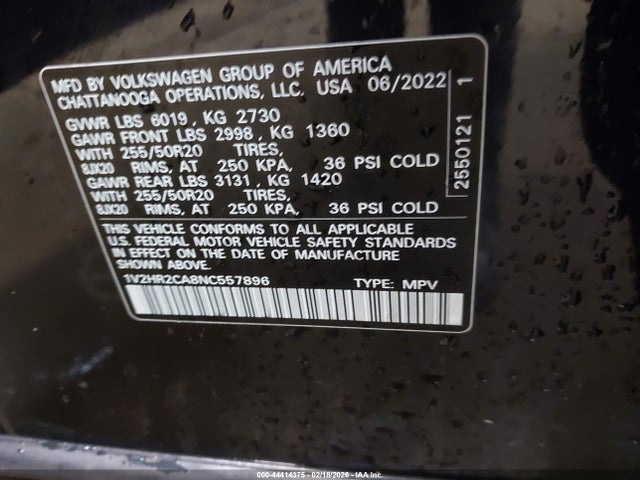 MFD BY VOLKSWAGEN GROUP OF AMERICA
CHATTANOOGA OPERATIONS, LLC, USA 06/2022
GVWR LBS 6019, KG 2730
GAWR FRONT LBS 2998, KG 1360
WITH 255/50R20 TIRES,
8JX20 RIMS, AT 250 KPA, 36 PSI COLD
GAWR REAR LBS 3131, KG 1420
WITH 255/50R20 TIRES,
8JX20 RIMS, AT 250 KPA, 36 PSI COLD
THIS VEHICLE CONFORMS TO ALL APPLICABLE
U.S. FEDERAL MOTOR VEHICLE SAFETY STANDARDS
IN EFFECT ON THE DATE OF MANUFACTURE
SHOWN ABOVE.
1V2HR2CA8NC557896 TYPE: MPV
2550121 1
000-44414375 - 02/18/2026 - IAA Inc.